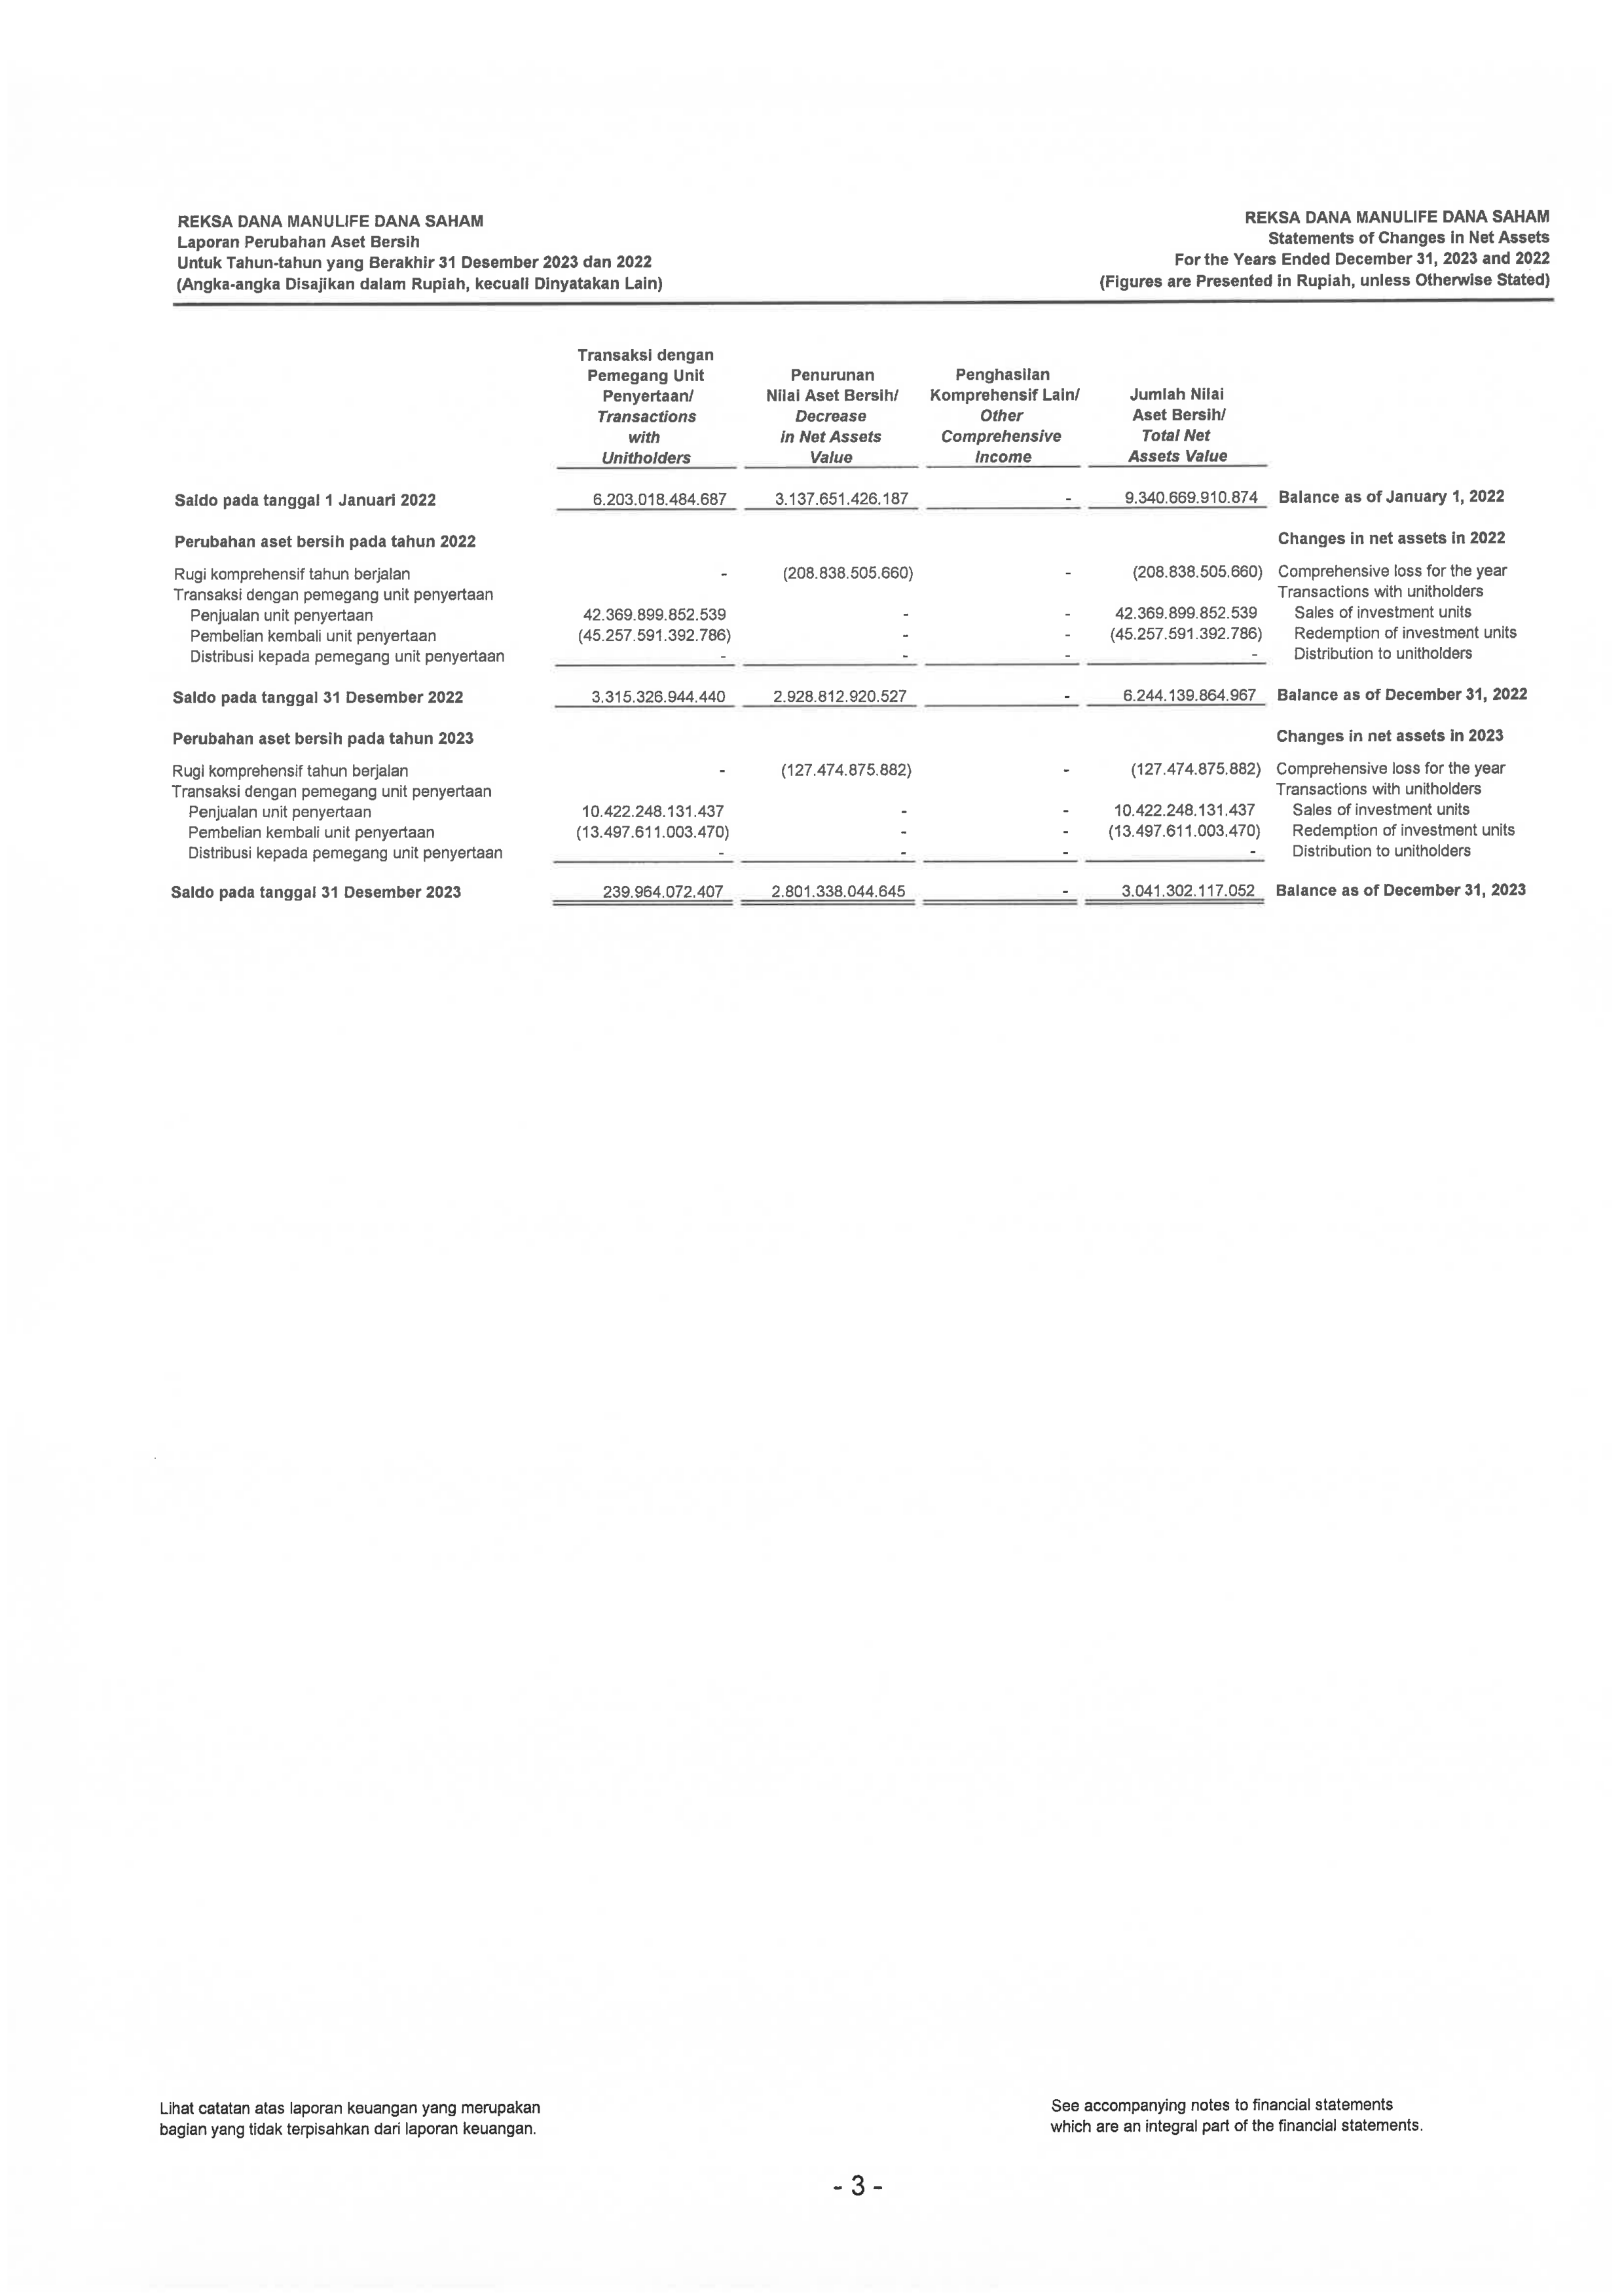 REKSA DANA MANULIFE DANA SAHAM
Laporan Perubahan Aset Bersih
Untuk Tahun-tahun yang Berakhir 31 Desember 2023 dan 2022
(Angka-angka Disajikan dalam Rupiah, kecuali Dinyatakan Lain)
REKSA DANA MANULIFE DANA SAHAM
Statements of Changes in Net Assets
For the Years Ended December 31, 2023 and 2022
(Figures are Presented in Rupiah, unless Otherwise Stated)
Transaksi dengan
Pemegang Unit
Penyertaan/
Transactions
with
Unitholders
Penurunan
Nilai Aset Bersih/
Decrease
in Net Assets
Value
Penghasilan
Komprehensif Lain/
Other
Comprehensive
Income
Jumlah Nilai
Aset Bersih/
Total Net
Assets Value
Saldo pada tanggal 1 Januari 2022 6.203.018.484.687 3.137.651.426.187 - 9.340.669.910.874 Balance as of January 1, 2022
Perubahan aset bersih pada tahun 2022 Changes in net assets in 2022
Rugi komprehensif tahun berjalan - (208.838.505.660) - (208.838.505.660) Comprehensive loss for the year
Transaksi dengan pemegang unit penyertaan Transactions with unitholders
Penjualan unit penyertaan 42.369.899.852.539 - - 42.369.899.852.539 Sales of investment units
Pembelian kembali unit penyertaan (45.257.591.392.786) - - (45.257.591.392.786) Redemption of investment units
Distribusi kepada pemegang unit penyertaan - - - - Distribution to unitholders
Saldo pada tanggal 31 Desember 2022 3.315.326.944.440 2.928.812.920.527 - 6.244.139.864.967 Balance as of December 31, 2022
Perubahan aset bersih pada tahun 2023 Changes in net assets in 2023
Rugi komprehensif tahun berjalan - (127.474.875.882) - (127.474.875.882) Comprehensive loss for the year
Transaksi dengan pemegang unit penyertaan Transactions with unitholders
Penjualan unit penyertaan 10.422.248.131.437 - - 10.422.248.131.437 Sales of investment units
Pembelian kembali unit penyertaan (13.497.611.003.470) - - (13.497.611.003.470) Redemption of investment units
Distribusi kepada pemegang unit penyertaan - - - - Distribution to unitholders
Saldo pada tanggal 31 Desember 2023 239.964.072.407 2.801.338.044.645 - 3.041.302.117.052 Balance as of December 31, 2023
Lihat catatan atas laporan keuangan yang merupakan
bagian yang tidak terpisahkan dari laporan keuangan.
See accompanying notes to financial statements
which are an integral part of the financial statements.
- 3 -